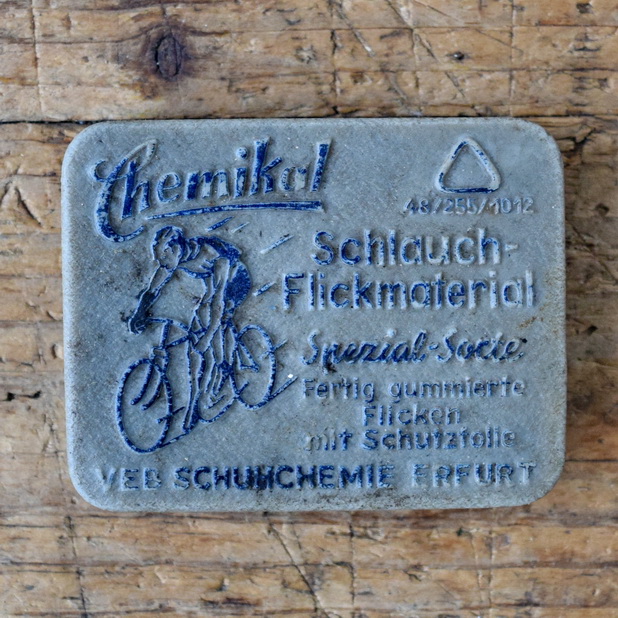 Chemikal
48/255/1012
Schlauch-
Flickmaterial
Spezial-Sorte
Fertig gummierte
Flicken
mit Schutzfolie
VEB SCHUHCHEMIE ERFURT